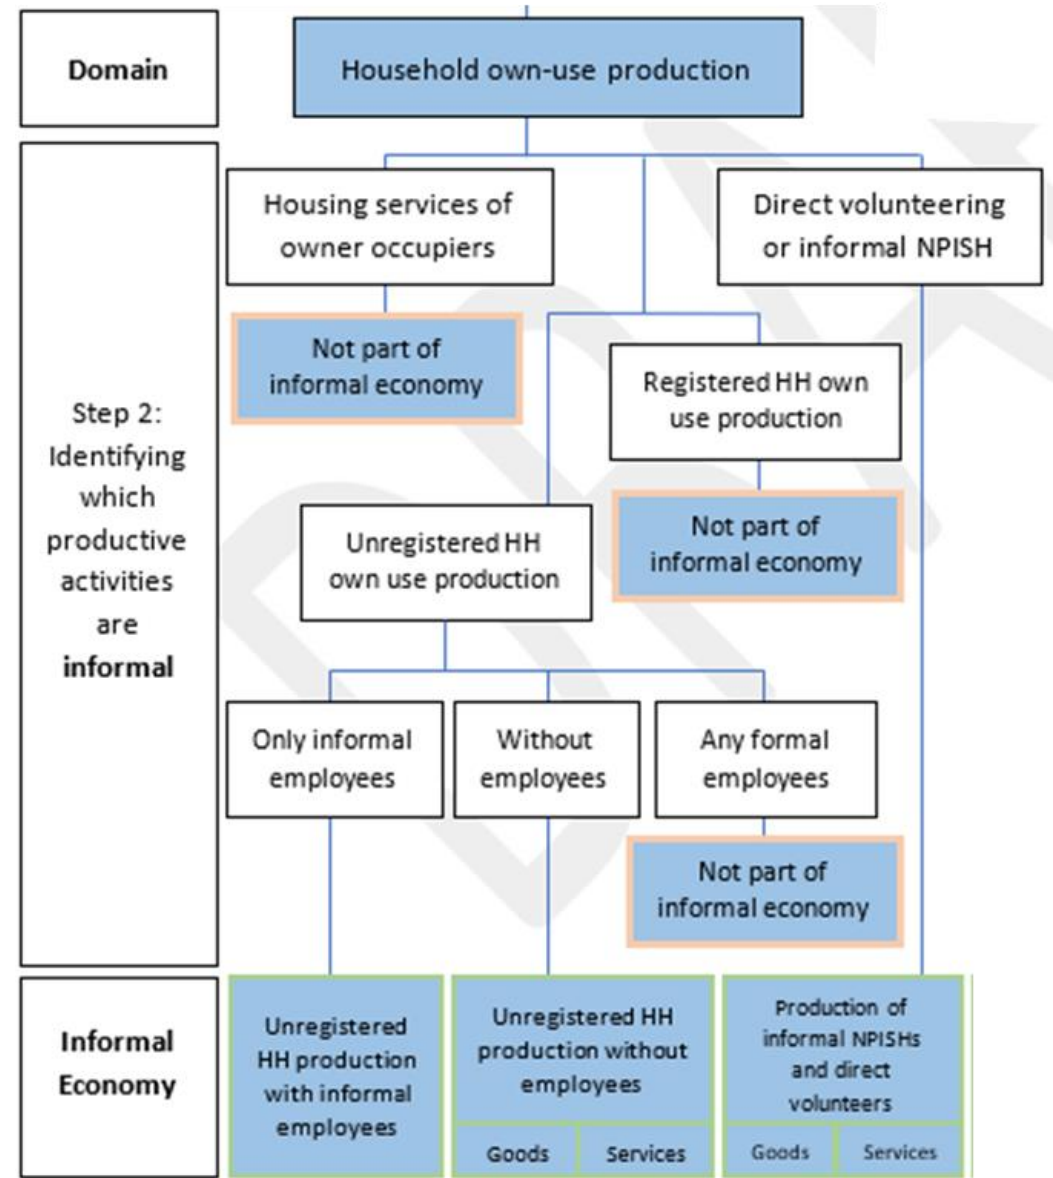 Domain
Household own-use production
Step 2:
Identifying
which
productive
activities
are
informal
Housing services of
owner occupiers
Direct volunteering
or informal NPISH
Not part of
informal economy
Registered HH own
use production
Not part of
informal economy
Unregistered HH
own use production
Only informal
employees
Without
employees
Any formal
employees
Not part of
informal economy
Informal
Economy
Unregistered
HH production
with informal
employees
Unregistered HH
production without
employees
Goods
Services
Production of
informal NPISHs
and direct
volunteers
Goods
Services